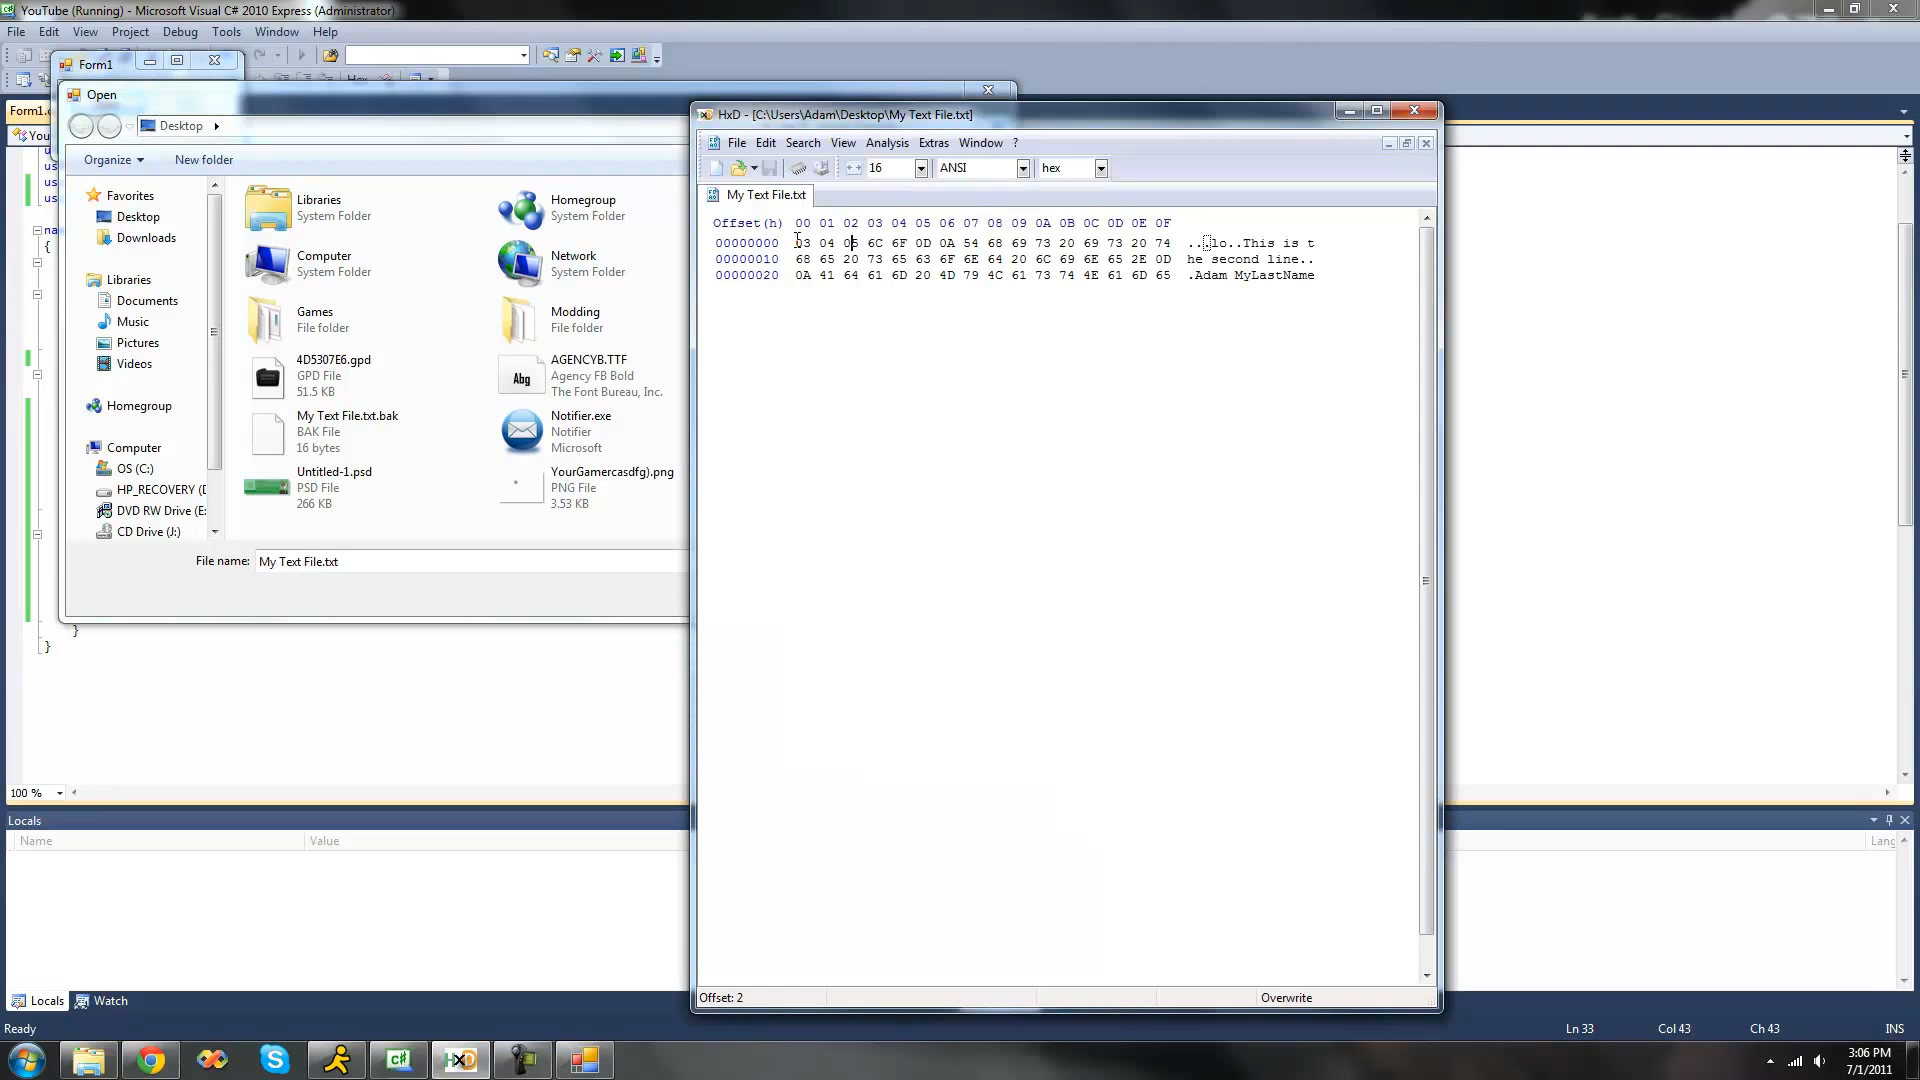 YouTube (Running) - Microsoft Visual C# 2010 Express (Administrator)
File Edit View Project Debug Tools Window Help
Form1
Open
Form1.c
Desktop
You
Organize New folder
us
us
us
us
na
{
}
}
Favorites
Desktop
Downloads
Libraries
Documents
Music
Pictures
Videos
Homegroup
Computer
OS (C:)
HP_RECOVERY (D
DVD RW Drive (E:
CD Drive (J:)
Libraries
System Folder
Homegroup
System Folder
Computer
System Folder
Network
System Folder
Games
File folder
Modding
File folder
4D5307E6.gpd
GPD File
51.5 KB
Abg
AGENCYB.TTF
Agency FB Bold
The Font Bureau, Inc.
My Text File.txt.bak
BAK File
16 bytes
Notifier.exe
Notifier
Microsoft
Untitled-1.psd
PSD File
266 KB
YourGamercasdfg).png
PNG File
3.53 KB
File name: My Text File.txt
HxD - [C:\Users\Adam\Desktop\My Text File.txt]
File Edit Search View Analysis Extras Window ?
16 ANSI hex
My Text File.txt
Offset(h) 00 01 02 03 04 05 06 07 08 09 0A 0B 0C 0D 0E 0F
00000000 03 04 05 6C 6F 0D 0A 54 68 69 73 20 69 73 20 74 ...lo..This is t
00000010 68 65 20 73 65 63 6F 6E 64 20 6C 69 6E 65 2E 0D he second line..
00000020 0A 41 64 61 6D 20 4D 79 4C 61 73 74 4E 61 6D 65 .Adam MyLastName
Offset: 2 Overwrite
100 %
Locals
Name Value Lang
Locals Watch
Ready Ln 33 Col 43 Ch 43 INS
3:06 PM
7/1/2011